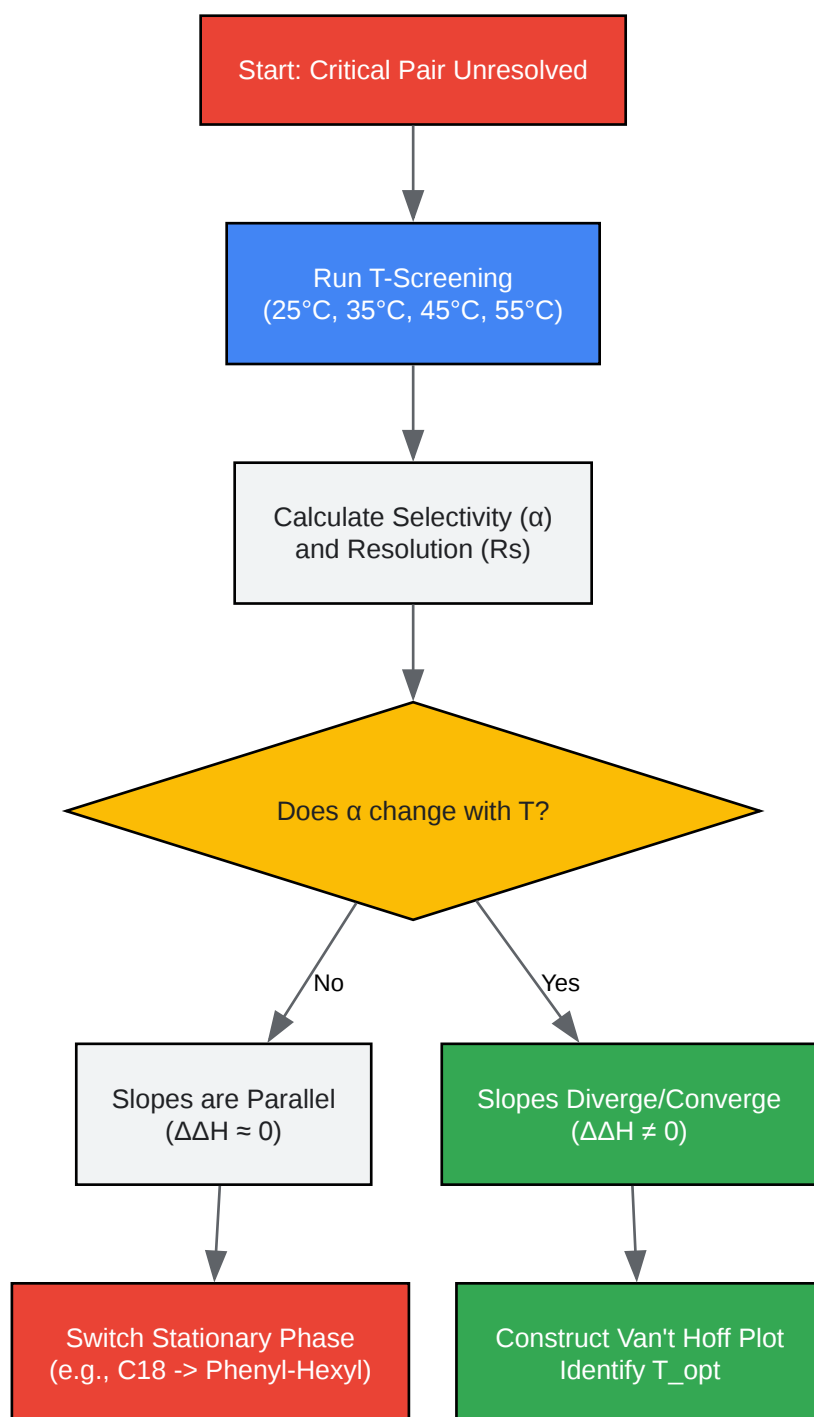 Start: Critical Pair Unresolved
Run T-Screening
(25°C, 35°C, 45°C, 55°C)
Calculate Selectivity (α)
and Resolution (Rs)
Does α change with T?
No
Yes
Slopes are Parallel
(ΔΔH ≈ 0)
Slopes Diverge/Converge
(ΔΔH ≠ 0)
Switch Stationary Phase
(e.g., C18 -> Phenyl-Hexyl)
Construct Van't Hoff Plot
Identify T_opt